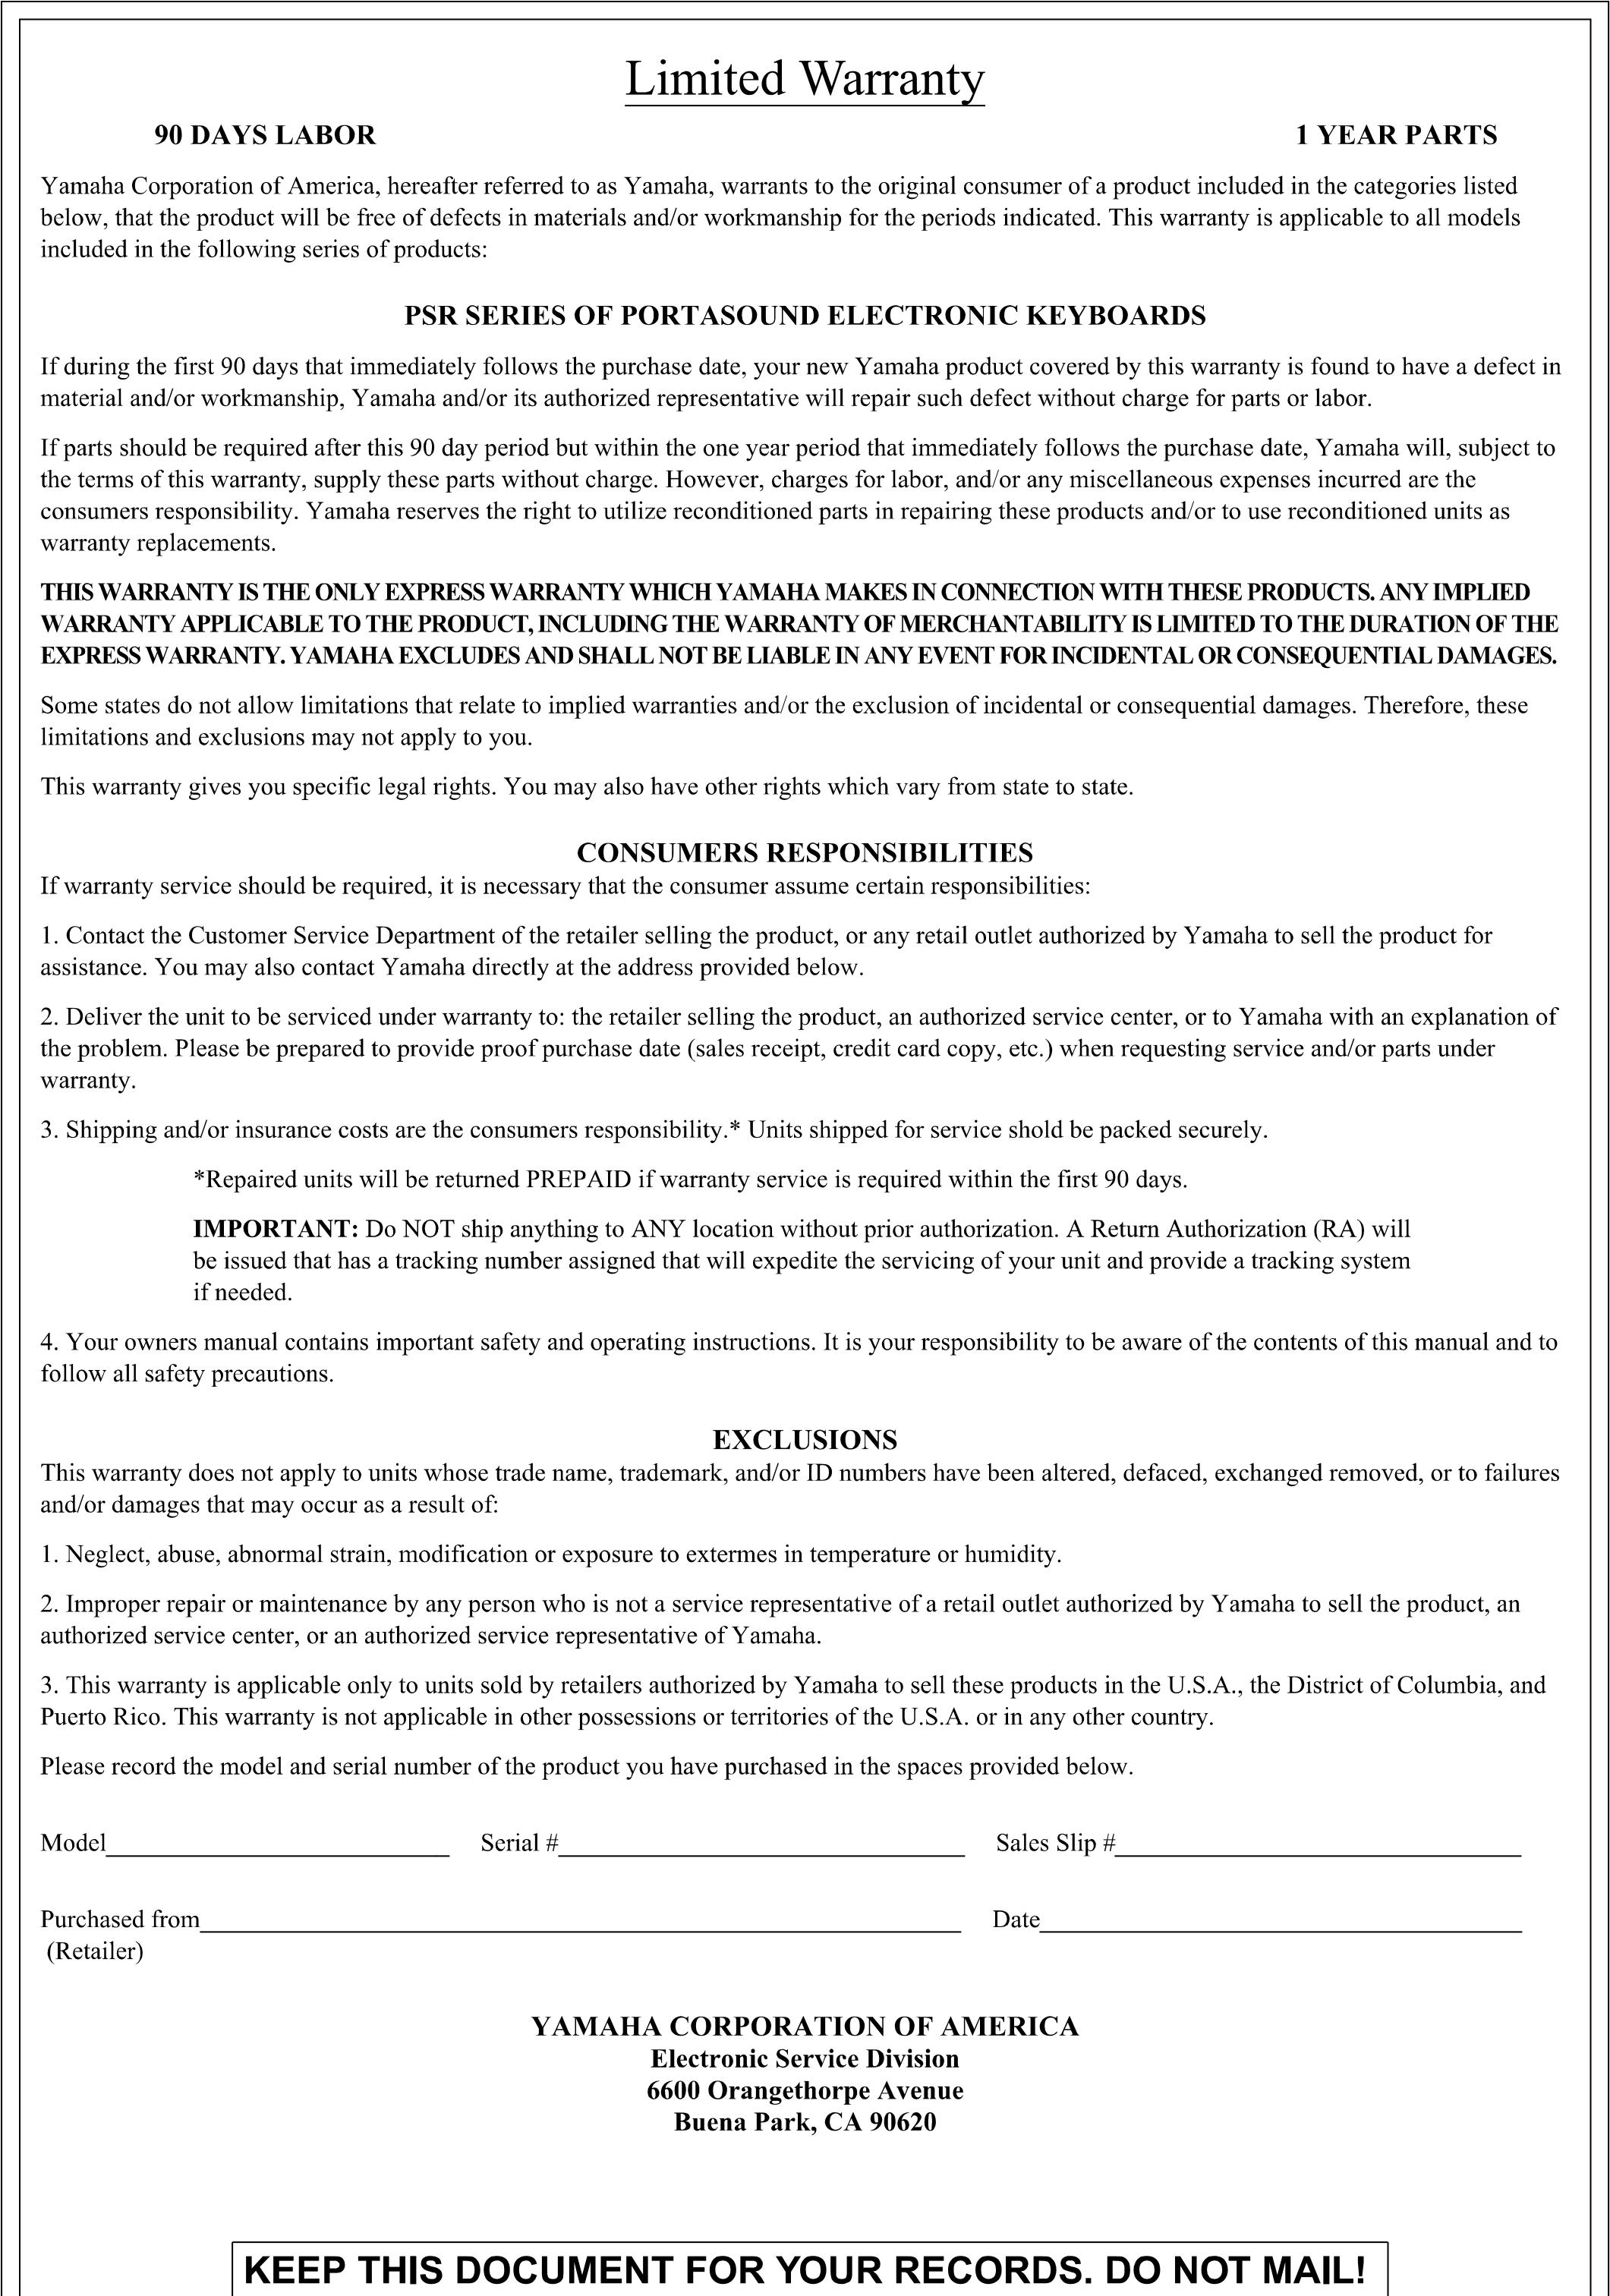 Limited Warranty
90 DAYS LABOR 1 YEAR PARTS
Yamaha Corporation of America, hereafter referred to as Yamaha, warrants to the original consumer of a product included in the categories listed
below, that the product will be free of defects in materials and/or workmanship for the periods indicated. This warranty is applicable to all models
included in the following series of products:
PSR SERIES OF PORTASOUND ELECTRONIC KEYBOARDS
If during the first 90 days that immediately follows the purchase date, your new Yamaha product covered by this warranty is found to have a defect in
material and/or workmanship, Yamaha and/or its authorized representative will repair such defect without charge for parts or labor.
If parts should be required after this 90 day period but within the one year period that immediately follows the purchase date, Yamaha will, subject to
the terms of this warranty, supply these parts without charge. However, charges for labor, and/or any miscellaneous expenses incurred are the
consumers responsibility. Yamaha reserves the right to utilize reconditioned parts in repairing these products and/or to use reconditioned units as
warranty replacements.
THIS WARRANTY IS THE ONLY EXPRESS WARRANTY WHICH YAMAHA MAKES IN CONNECTION WITH THESE PRODUCTS. ANY IMPLIED
WARRANTY APPLICABLE TO THE PRODUCT, INCLUDING THE WARRANTY OF MERCHANTABILITY IS LIMITED TO THE DURATION OF THE
EXPRESS WARRANTY. YAMAHA EXCLUDES AND SHALL NOT BE LIABLE IN ANY EVENT FOR INCIDENTAL OR CONSEQUENTIAL DAMAGES.
Some states do not allow limitations that relate to implied warranties and/or the exclusion of incidental or consequential damages. Therefore, these
limitations and exclusions may not apply to you.
This warranty gives you specific legal rights. You may also have other rights which vary from state to state.
CONSUMERS RESPONSIBILITIES
If warranty service should be required, it is necessary that the consumer assume certain responsibilities:
1. Contact the Customer Service Department of the retailer selling the product, or any retail outlet authorized by Yamaha to sell the product for
assistance. You may also contact Yamaha directly at the address provided below.
2. Deliver the unit to be serviced under warranty to: the retailer selling the product, an authorized service center, or to Yamaha with an explanation of
the problem. Please be prepared to provide proof purchase date (sales receipt, credit card copy, etc.) when requesting service and/or parts under
warranty.
3. Shipping and/or insurance costs are the consumers responsibility.* Units shipped for service shold be packed securely.
*Repaired units will be returned PREPAID if warranty service is required within the first 90 days.
IMPORTANT: Do NOT ship anything to ANY location without prior authorization. A Return Authorization (RA) will
be issued that has a tracking number assigned that will expedite the servicing of your unit and provide a tracking system
if needed.
4. Your owners manual contains important safety and operating instructions. It is your responsibility to be aware of the contents of this manual and to
follow all safety precautions.
EXCLUSIONS
This warranty does not apply to units whose trade name, trademark, and/or ID numbers have been altered, defaced, exchanged removed, or to failures
and/or damages that may occur as a result of:
1. Neglect, abuse, abnormal strain, modification or exposure to extermes in temperature or humidity.
2. Improper repair or maintenance by any person who is not a service representative of a retail outlet authorized by Yamaha to sell the product, an
authorized service center, or an authorized service representative of Yamaha.
3. This warranty is applicable only to units sold by retailers authorized by Yamaha to sell these products in the U.S.A., the District of Columbia, and
Puerto Rico. This warranty is not applicable in other possessions or territories of the U.S.A. or in any other country.
Please record the model and serial number of the product you have purchased in the spaces provided below.
Model Serial # Sales Slip #
Purchased from Date
(Retailer)
YAMAHA CORPORATION OF AMERICA
Electronic Service Division
6600 Orangethorpe Avenue
Buena Park, CA 90620
KEEP THIS DOCUMENT FOR YOUR RECORDS. DO NOT MAIL!